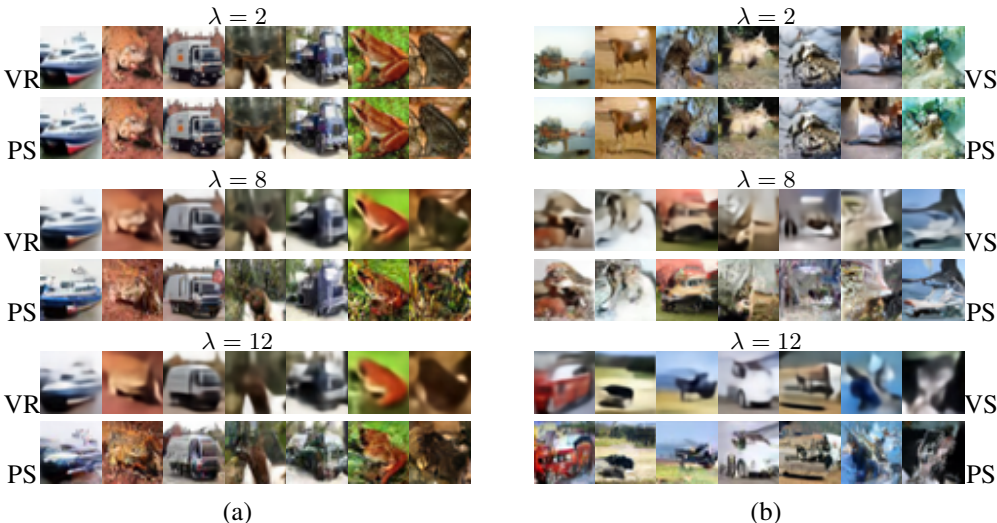 λ = 2
λ = 2
VR
VS
PS
PS
λ = 8
λ = 8
VR
VS
PS
PS
λ = 12
λ = 12
VR
VS
PS
PS
(a)
(b)